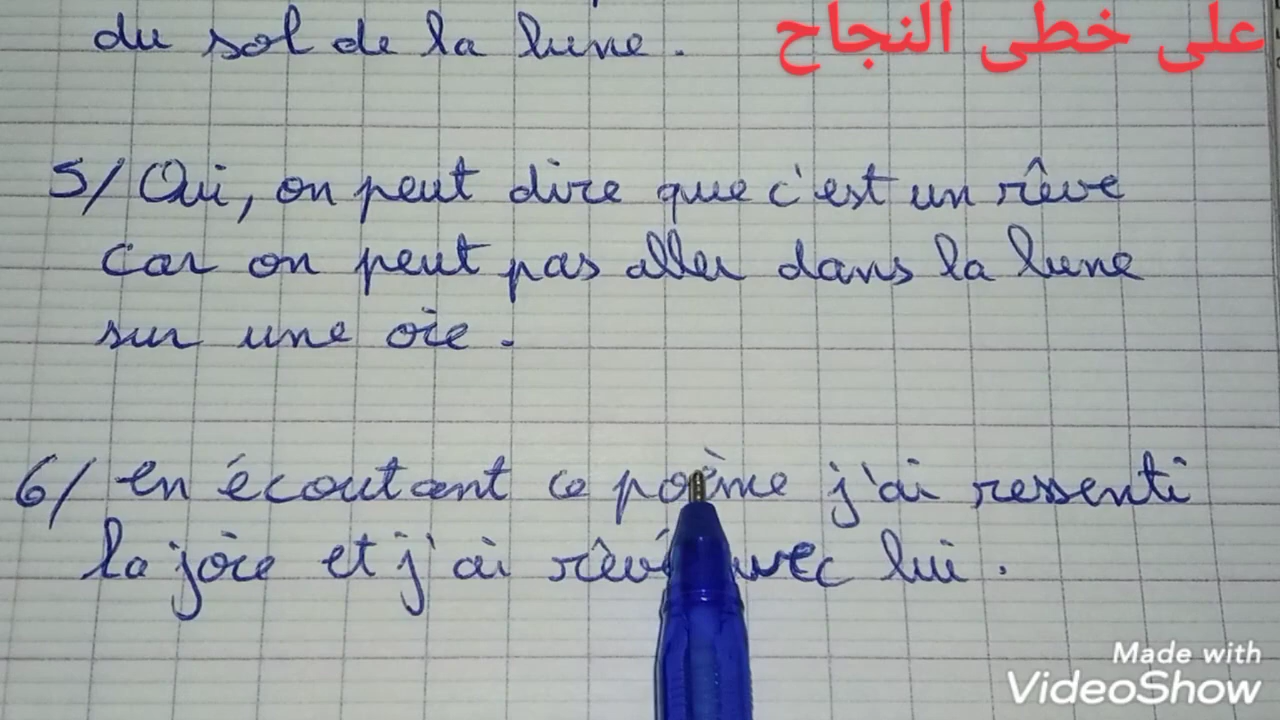 du sol de la lune.
على خطى النجاح
5/ Oui, on peut dire que c'est un rêve
car on peut pas aller dans la lune
sur une oie.
6/ en écoutant ce poème j'ai ressenti
la joie et j'ai rêvé avec lui.
Made with
VideoShow